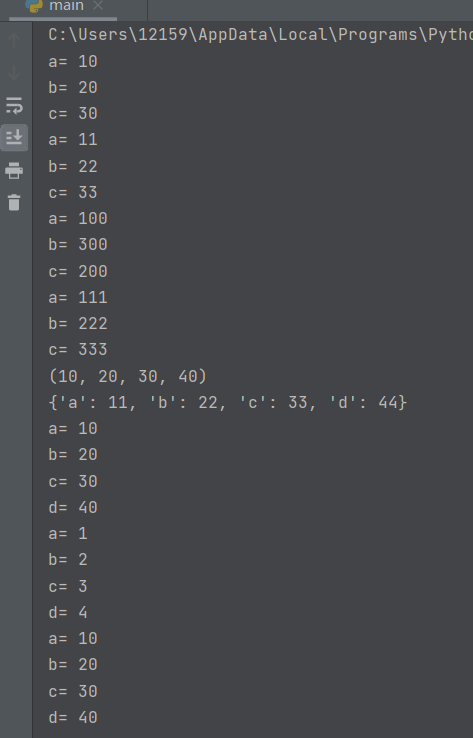 main
C:\Users\12159\AppData\Local\Programs\Pytho
a= 10
b= 20
c= 30
a= 11
b= 22
c= 33
a= 100
b= 300
c= 200
a= 111
b= 222
c= 333
(10, 20, 30, 40)
{'a': 11, 'b': 22, 'c': 33, 'd': 44}
a= 10
b= 20
c= 30
d= 40
a= 1
b= 2
c= 3
d= 4
a= 10
b= 20
c= 30
d= 40